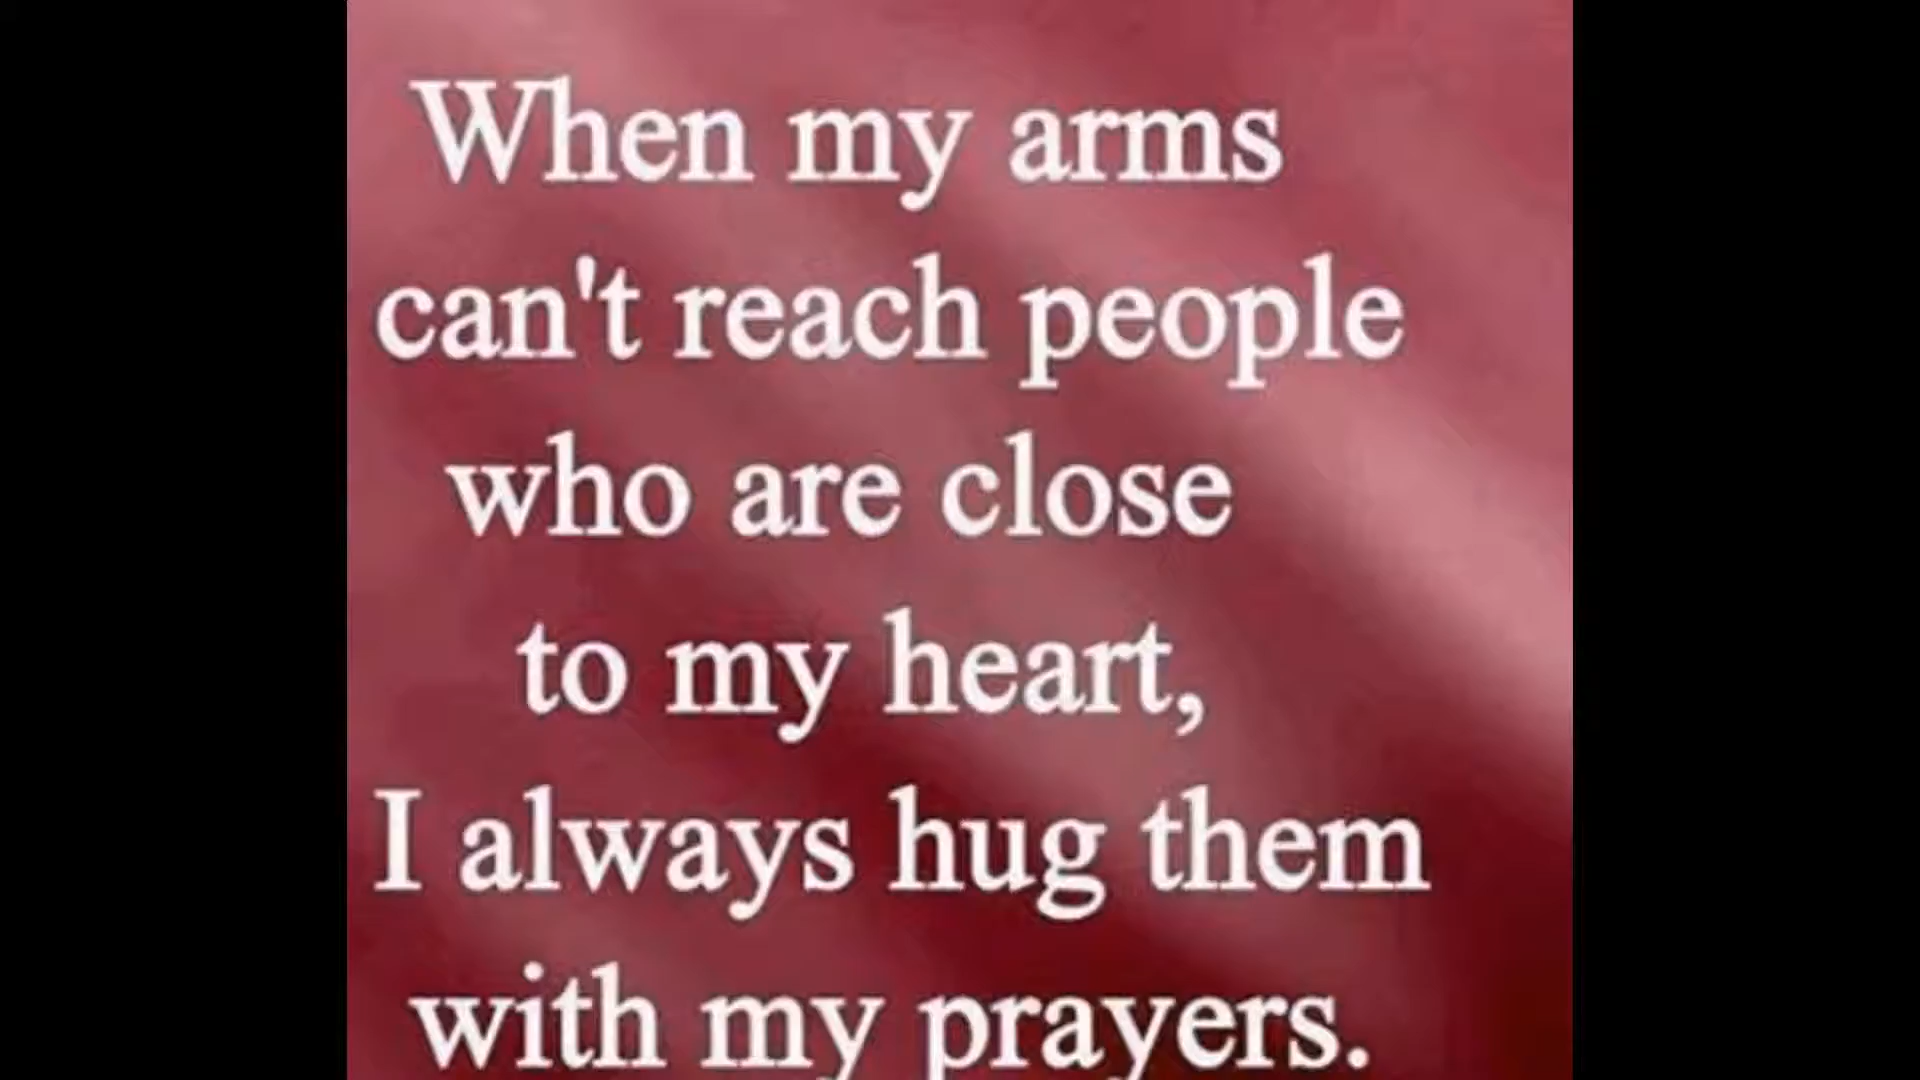 When my arms
can't reach people
who are close
to my heart,
I always hug them
with my prayers.